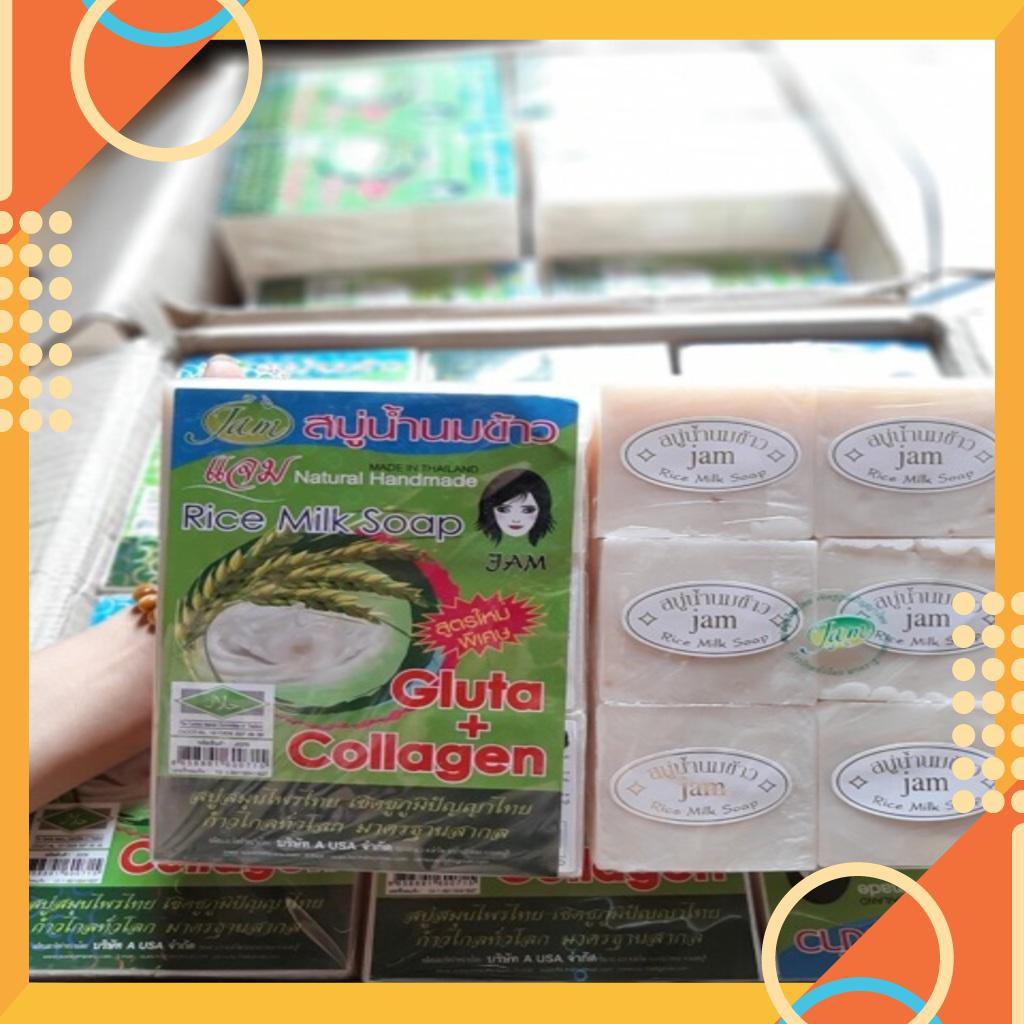 Jam
สบู่น้ำนมข้าว
แจ่ม
MADE IN THAILAND
Natural Handmade
Rice Milk Soap
JAM
สูตรใหม่
พิเศษ
Gluta
+
Collagen
สบู่สมุนไพรไทย เชิดชูภูมิปัญญาไทย
ก้าวไกลทั่วโลก มาตรฐานสากล
บริษัท A USA จำกัด
สบู่น้ำนมข้าว
jam
Rice Milk Soap
สบู่น้ำนมข้าว
jam
Rice Milk Soap
สบู่น้ำนมข้าว
jam
Rice Milk Soap
Jam
สบู่น้ำนมข้าว
jam
Rice Milk Soap
สบู่น้ำนมข้าว
jam
Rice Milk Soap
สบู่น้ำนมข้าว
jam
Rice Milk Soap
Collagen
สบู่สมุนไพรไทย เชิดชูภูมิปัญญาไทย
ก้าวไกลทั่วโลก มาตรฐานสากล
บริษัท A USA จำกัด
Collagen
สบู่สมุนไพรไทย เชิดชูภูมิปัญญาไทย
ก้าวไกลทั่วโลก มาตรฐานสากล
บริษัท A USA จำกัด